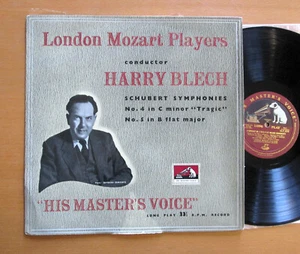 London Mozart Players
conductor
HARRY BLECH
SCHUBERT SYMPHONIES
No. 4 in C minor "Tragic"
No. 5 in B flat major
"HIS MASTER'S VOICE"
LONG PLAY 33⅓ R.P.M. RECORD